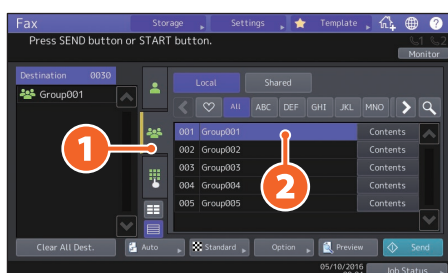 Fax Storage Settings Template ?
Press SEND button or START button.
1 2
Monitor
Destination 0030
Local Shared
Group001
All ABC DEF GHI JKL MNO
001 Group001 Contents
002 Group002 Contents
003 Group003 Contents
004 Group004 Contents
005 Group005 Contents
1
2
Clear All Dest. Auto Standard Option Preview Send
05/10/2016 Job Status